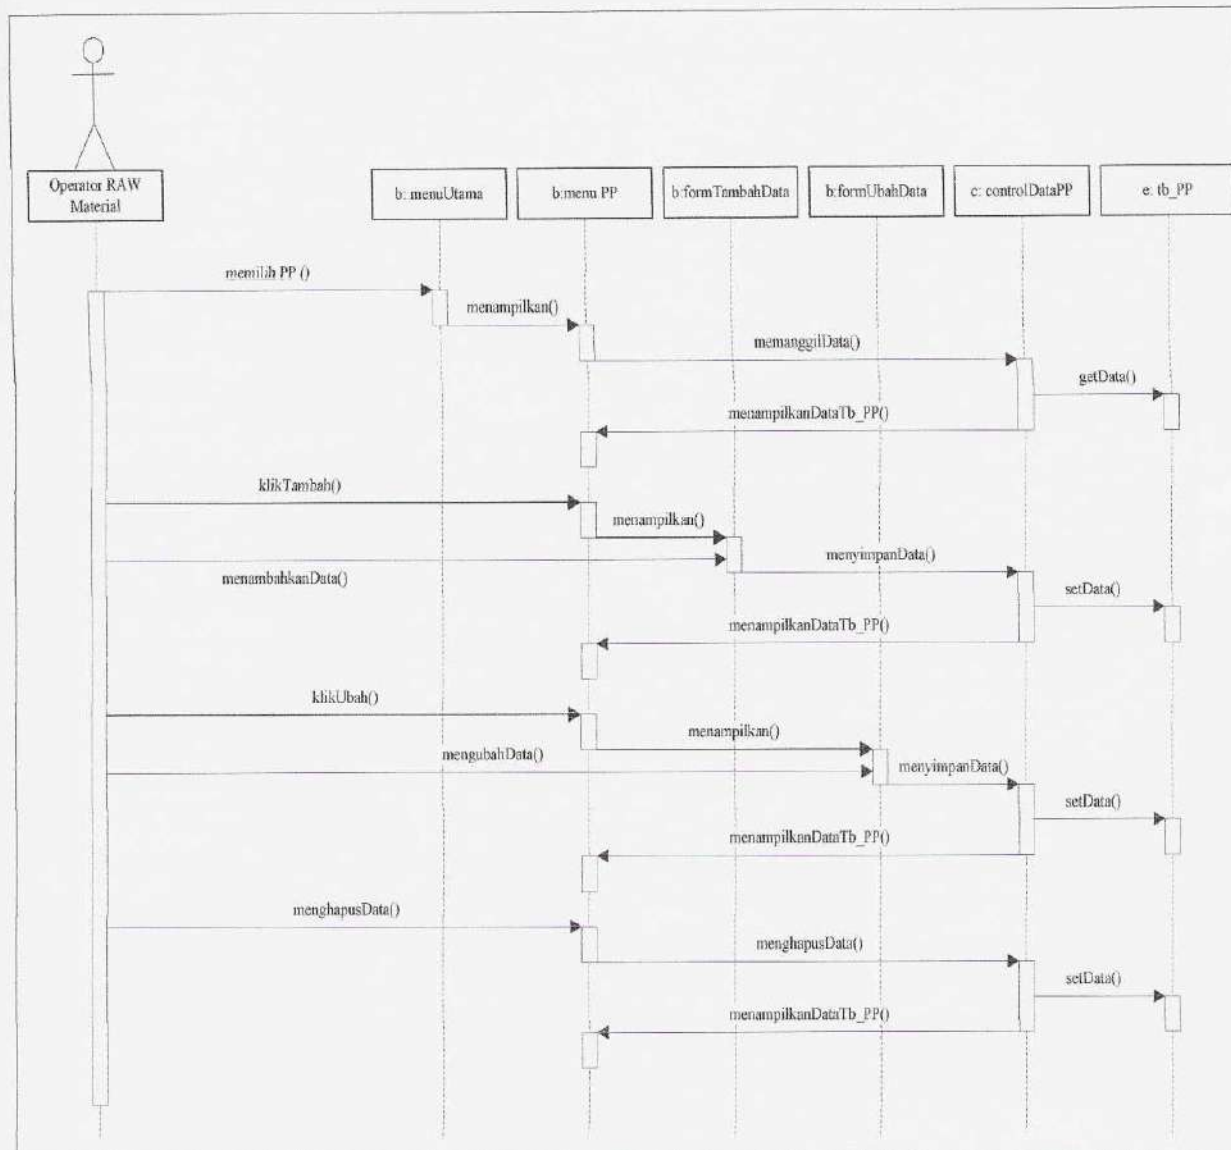 Operator RAW
Material
b: menuUtama
b:menu PP
b:formTambahData
b:formUbahData
c: controlDataPP
e: tb_PP
memilih PP ()
menampilkan()
memanggilData()
getData()
menampilkanDataTb_PP()
klikTambah()
menampilkan()
menyimpanData()
menambahkanData()
setData()
menampilkanDataTb_PP()
klikUbah()
menampilkan()
mengubahData()
menyimpanData()
setData()
menampilkanDataTb_PP()
menghapusData()
menghapusData()
setData()
menampilkanDataTb_PP()